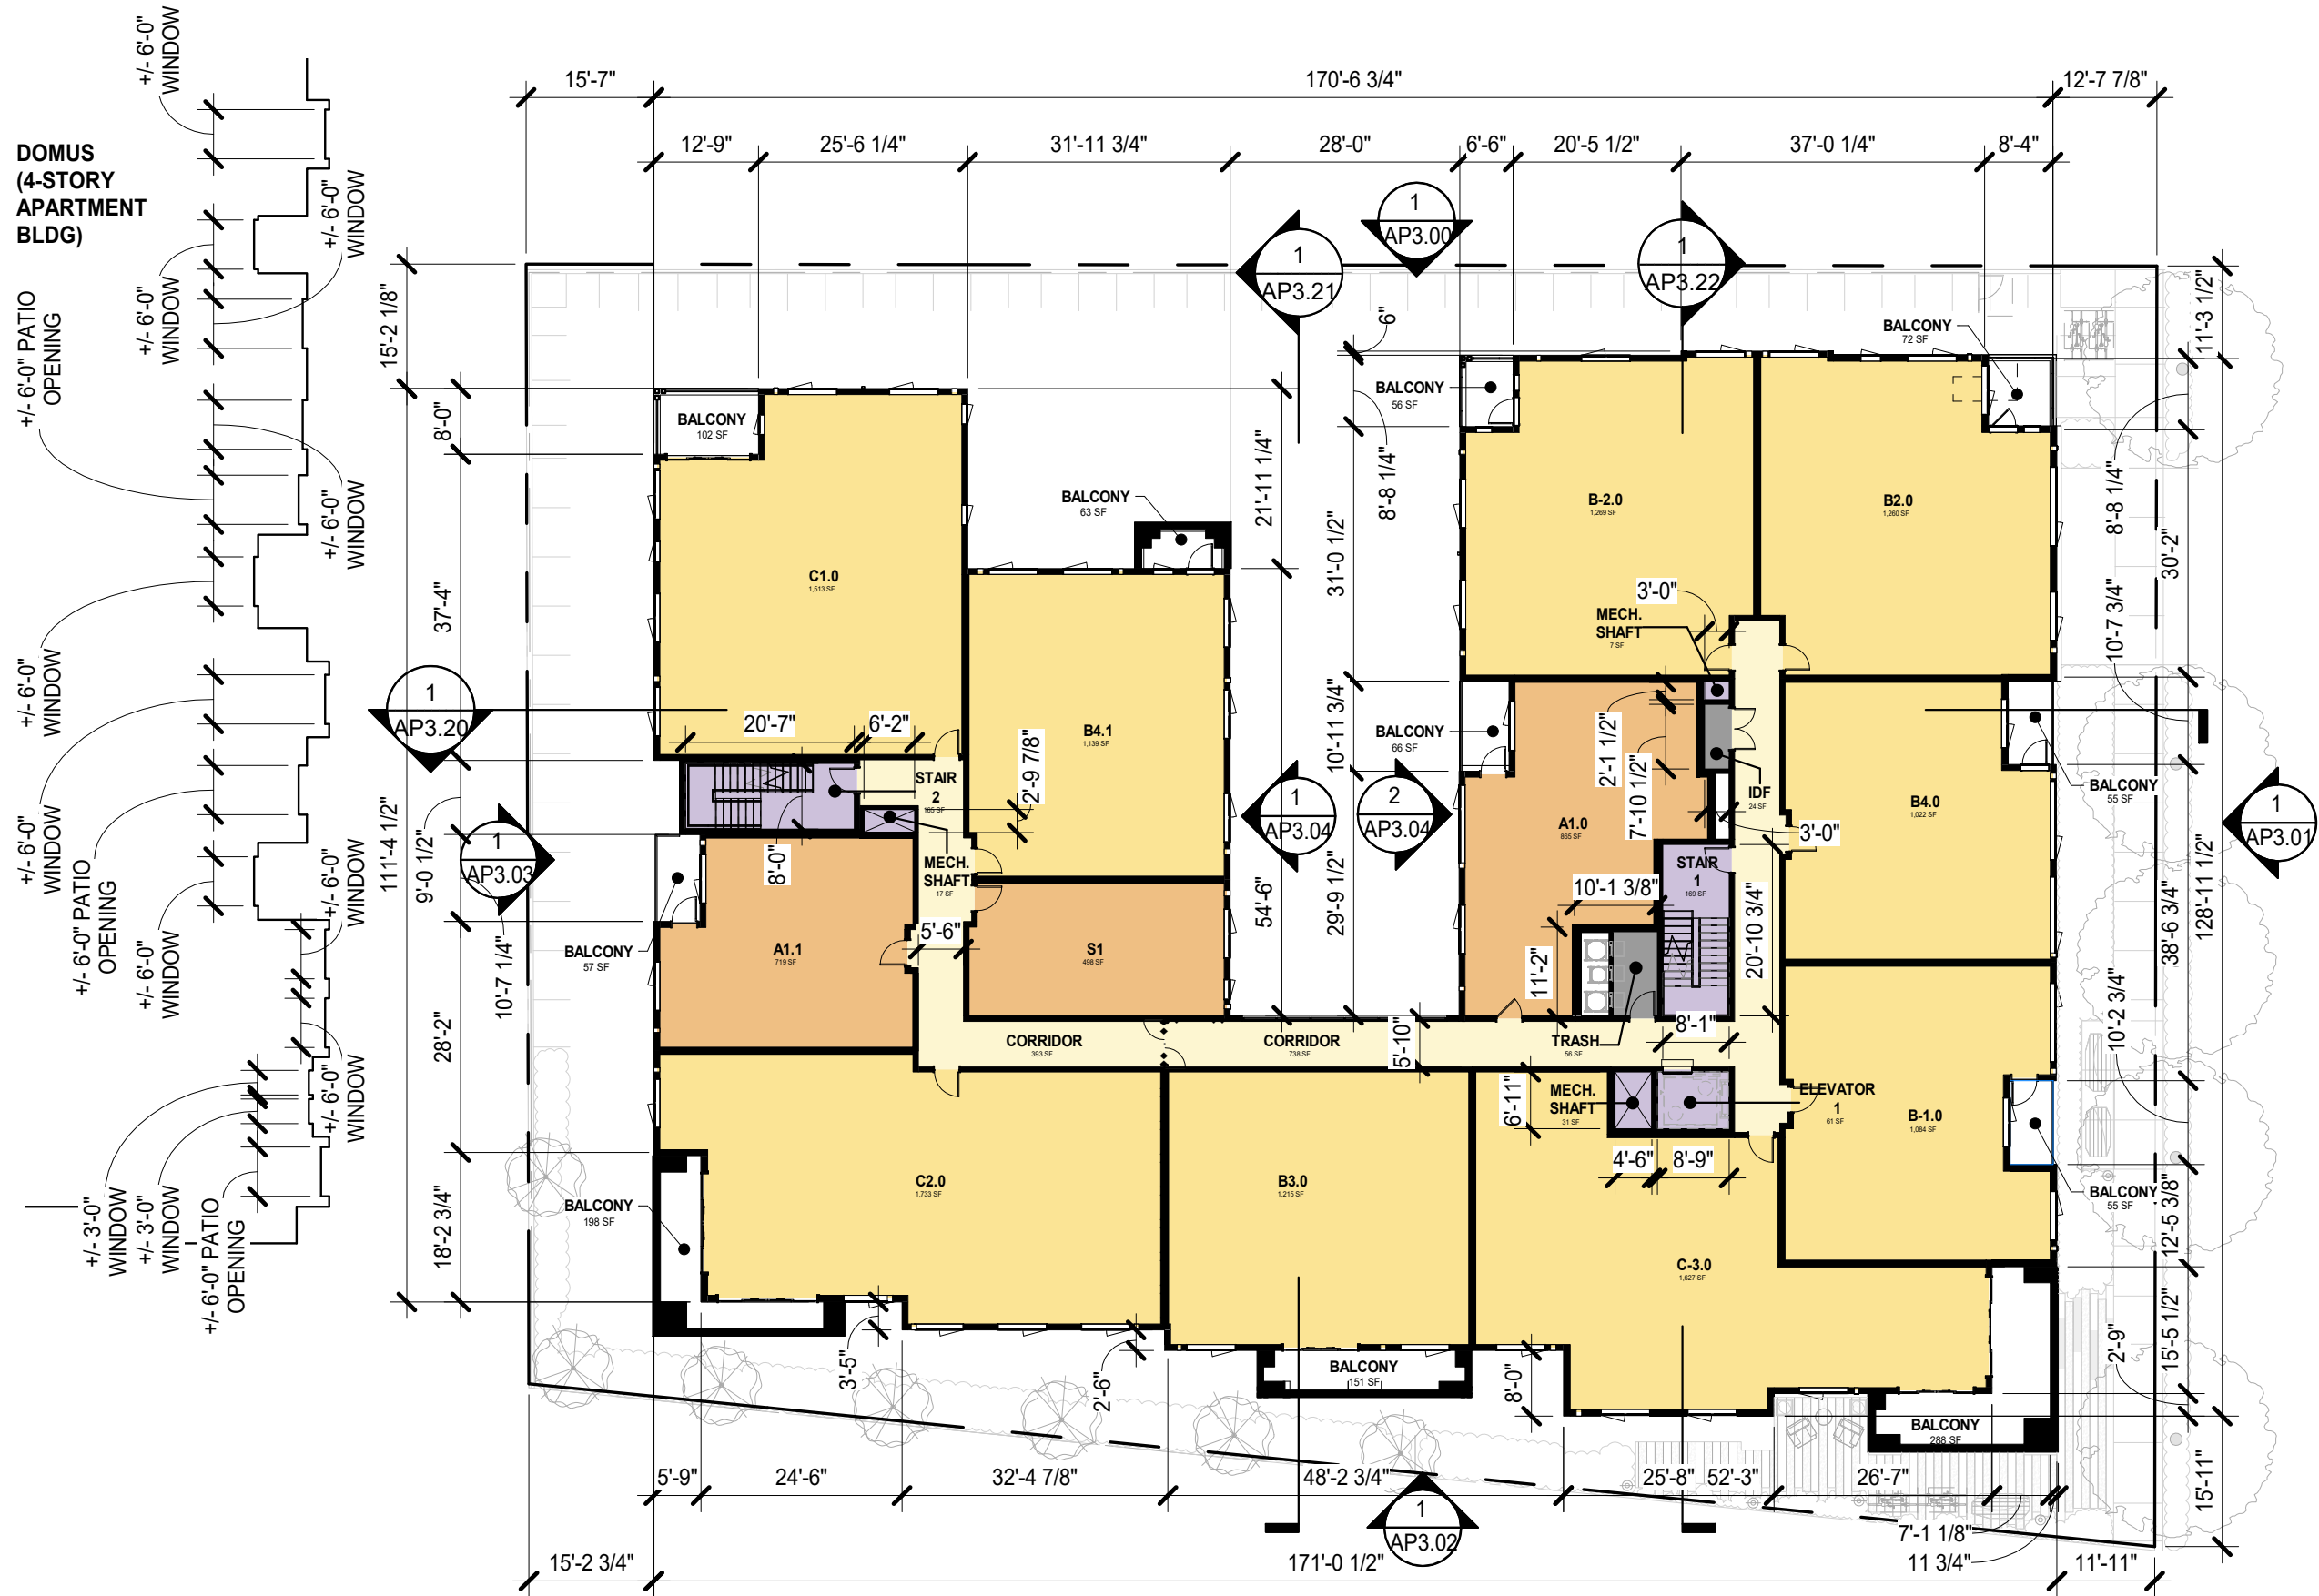 +/- 6'-0"
WINDOW
15'-7"
170'-6 3/4"
12'-7 7/8"
12'-9"
25'-6 1/4"
31'-11 3/4"
28'-0"
6'-6"
20'-5 1/2"
37'-0 1/4"
8'-4"
DOMUS
(4-STORY
APARTMENT
BLDG)
+/- 6'-0"
WINDOW
+/- 6'-0"
WINDOW
+/- 6'-0" PATIO
OPENING
+/- 6'-0"
WINDOW
+/- 6'-0"
WINDOW
+/- 6'-0"
WINDOW
+/- 6'-0" PATIO
OPENING
+/- 6'-0"
WINDOW
+/- 6'-0"
WINDOW
+/- 6'-0"
WINDOW
+/- 3'-0"
WINDOW
+/- 3'-0"
WINDOW
+/- 6'-0" PATIO
OPENING
1
AP3.00
1
AP3.21
1
AP3.22
15'-2 1/8"
8'-0"
37'-4"
111'-4 1/2"
9'-0 1/2"
10'-7 1/4"
28'-2"
18'-2 3/4"
1
AP3.20
1
AP3.03
BALCONY
102 SF
C1.0
1,513 SF
BALCONY
63 SF
21'-11 1/4"
B4.1
1,139 SF
20'-7"
6'-2"
STAIR
2
165 SF
2'-9 7/8"
MECH.
SHAFT
17 SF
8'-0"
5'-6"
A1.1
719 SF
BALCONY
57 SF
S1
498 SF
54'-6"
1
AP3.04
2
AP3.04
6"
8'-8 1/4"
31'-0 1/2"
10'-11 3/4"
29'-9 1/2"
BALCONY
56 SF
BALCONY
72 SF
B-2.0
1,269 SF
B2.0
1,260 SF
3'-0"
MECH.
SHAFT
7 SF
BALCONY
66 SF
2'-1 1/2"
7'-10 1/2"
IDF
24 SF
3'-0"
A1.0
865 SF
STAIR
1
169 SF
10'-1 3/8"
11'-2"
20'-10 3/4"
B4.0
1,022 SF
BALCONY
55 SF
11'-3 1/2"
8'-8 1/4"
30'-2"
10'-7 3/4"
1
AP3.01
38'-6 3/4"
128'-11 1/2"
10'-2 3/4"
12'-5 3/8"
15'-5 1/2"
2'-9"
15'-11"
CORRIDOR
393 SF
CORRIDOR
738 SF
5'-10"
TRASH
56 SF
8'-1"
6'-11"
MECH.
SHAFT
31 SF
ELEVATOR
1
61 SF
4'-6"
8'-9"
B-1.0
1,084 SF
BALCONY
55 SF
C2.0
1,733 SF
BALCONY
198 SF
B3.0
1,215 SF
C-3.0
1,627 SF
3'-5"
2'-6"
BALCONY
151 SF
8'-0"
BALCONY
288 SF
5'-9"
24'-6"
32'-4 7/8"
48'-2 3/4"
25'-8"
52'-3"
26'-7"
1
AP3.02
7'-1 1/8"
11 3/4"
15'-2 3/4"
171'-0 1/2"
11'-11"